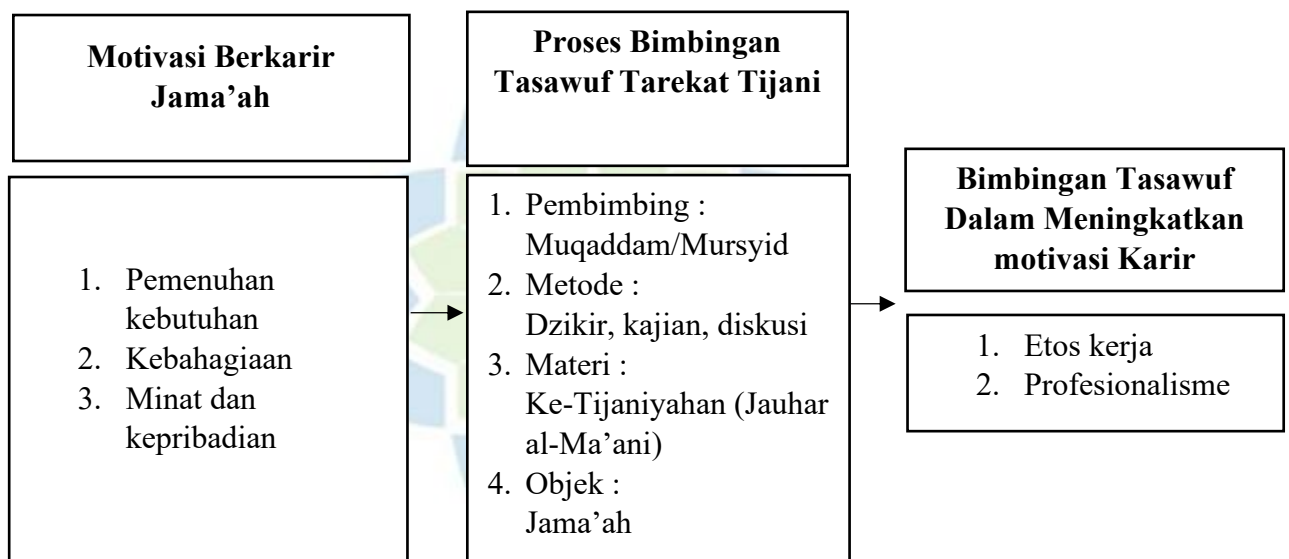 Motivasi Berkarir
Jama’ah
1. Pemenuhan
kebutuhan
2. Kebahagiaan
3. Minat dan
kepribadian
Proses Bimbingan
Tasawuf Tarekat Tijani
1. Pembimbing :
Muqaddam/Mursyid
2. Metode :
Dzikir, kajian, diskusi
3. Materi :
Ke-Tijaniyahan (Jauhar
al-Ma’ani)
4. Objek :
Jama’ah
Bimbingan Tasawuf
Dalam Meningkatkan
motivasi Karir
1. Etos kerja
2. Profesionalisme